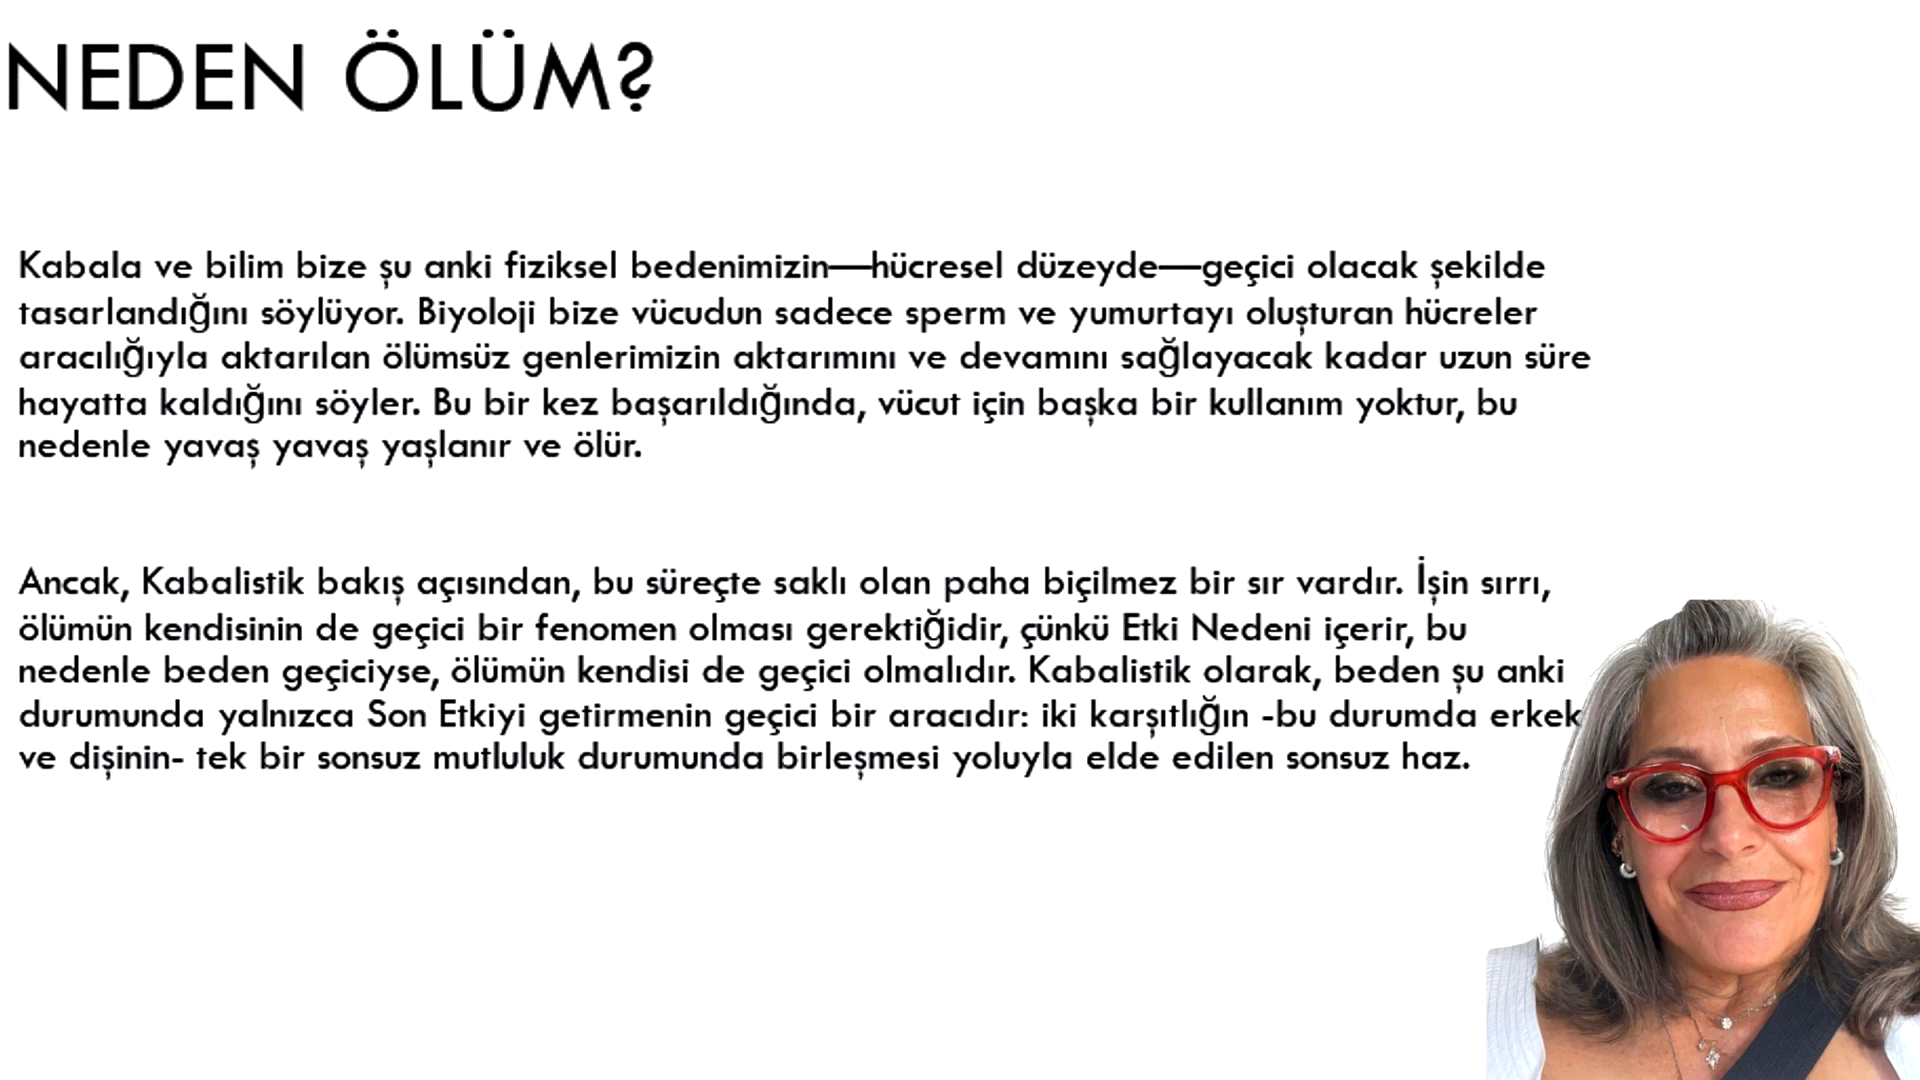 NEDEN ÖLÜM?
Kabala ve bilim bize şu anki fiziksel bedenimizin—hücresel düzeyde—geçici olacak şekilde
tasarlandığını söylüyor. Biyoloji bize vücudun sadece sperm ve yumurtayı oluşturan hücreler
aracılığıyla aktarılan ölümsüz genlerimizin aktarımını ve devamını sağlayacak kadar uzun süre
hayatta kaldığını söyler. Bu bir kez başarıldığında, vücut için başka bir kullanım yoktur, bu
nedenle yavaş yavaş yaşlanır ve ölür.
Ancak, Kabalistik bakış açısından, bu süreçte saklı olan paha biçilmez bir sır vardır. İşin sırrı,
ölümün kendisinin de geçici bir fenomen olması gerektiğidir, çünkü Etki Nedeni içerir, bu
nedenle beden geçiciyse, ölümün kendisi de geçici olmalıdır. Kabalistik olarak, beden şu anki
durumunda yalnızca Son Etkiyi getirmenin geçici bir aracıdır: iki karşıtlığın -bu durumda erkek
ve dişinin- tek bir sonsuz mutluluk durumunda birleşmesi yoluyla elde edilen sonsuz haz.